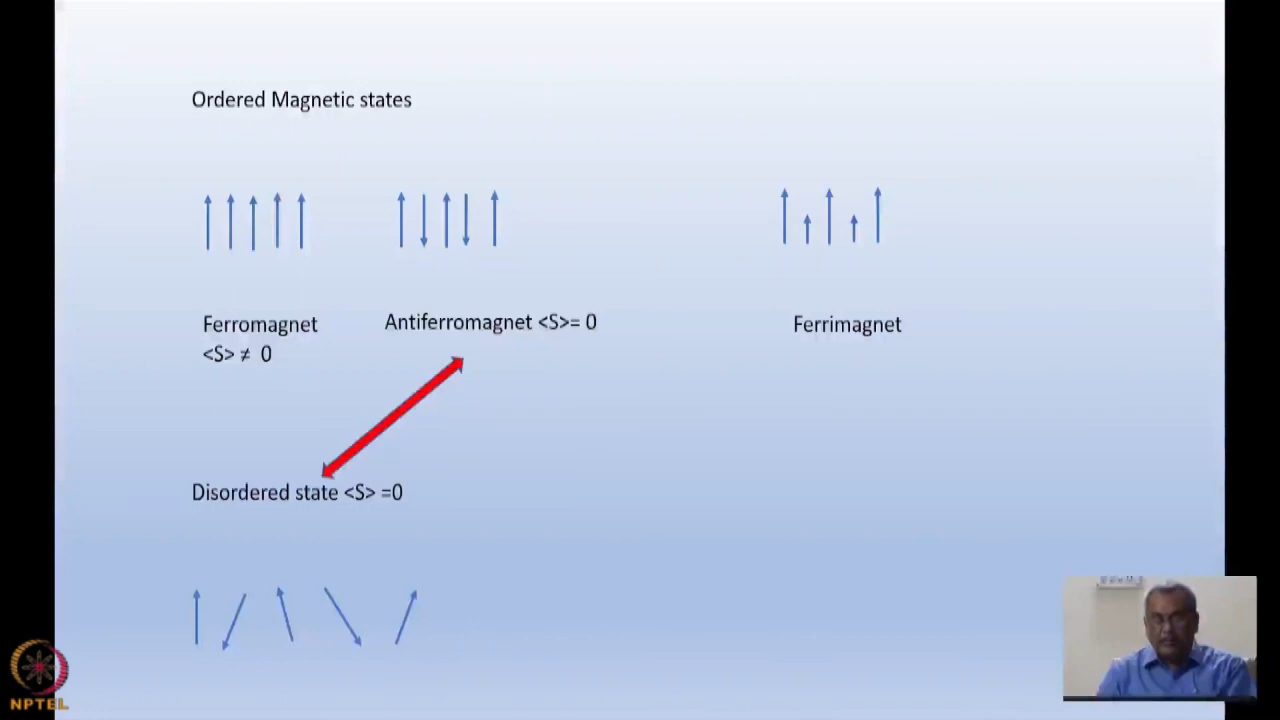 Ordered Magnetic states
Ferromagnet
<S> ≠ 0
Antiferromagnet <S>= 0
Ferrimagnet
Disordered state <S> =0
NPTEL